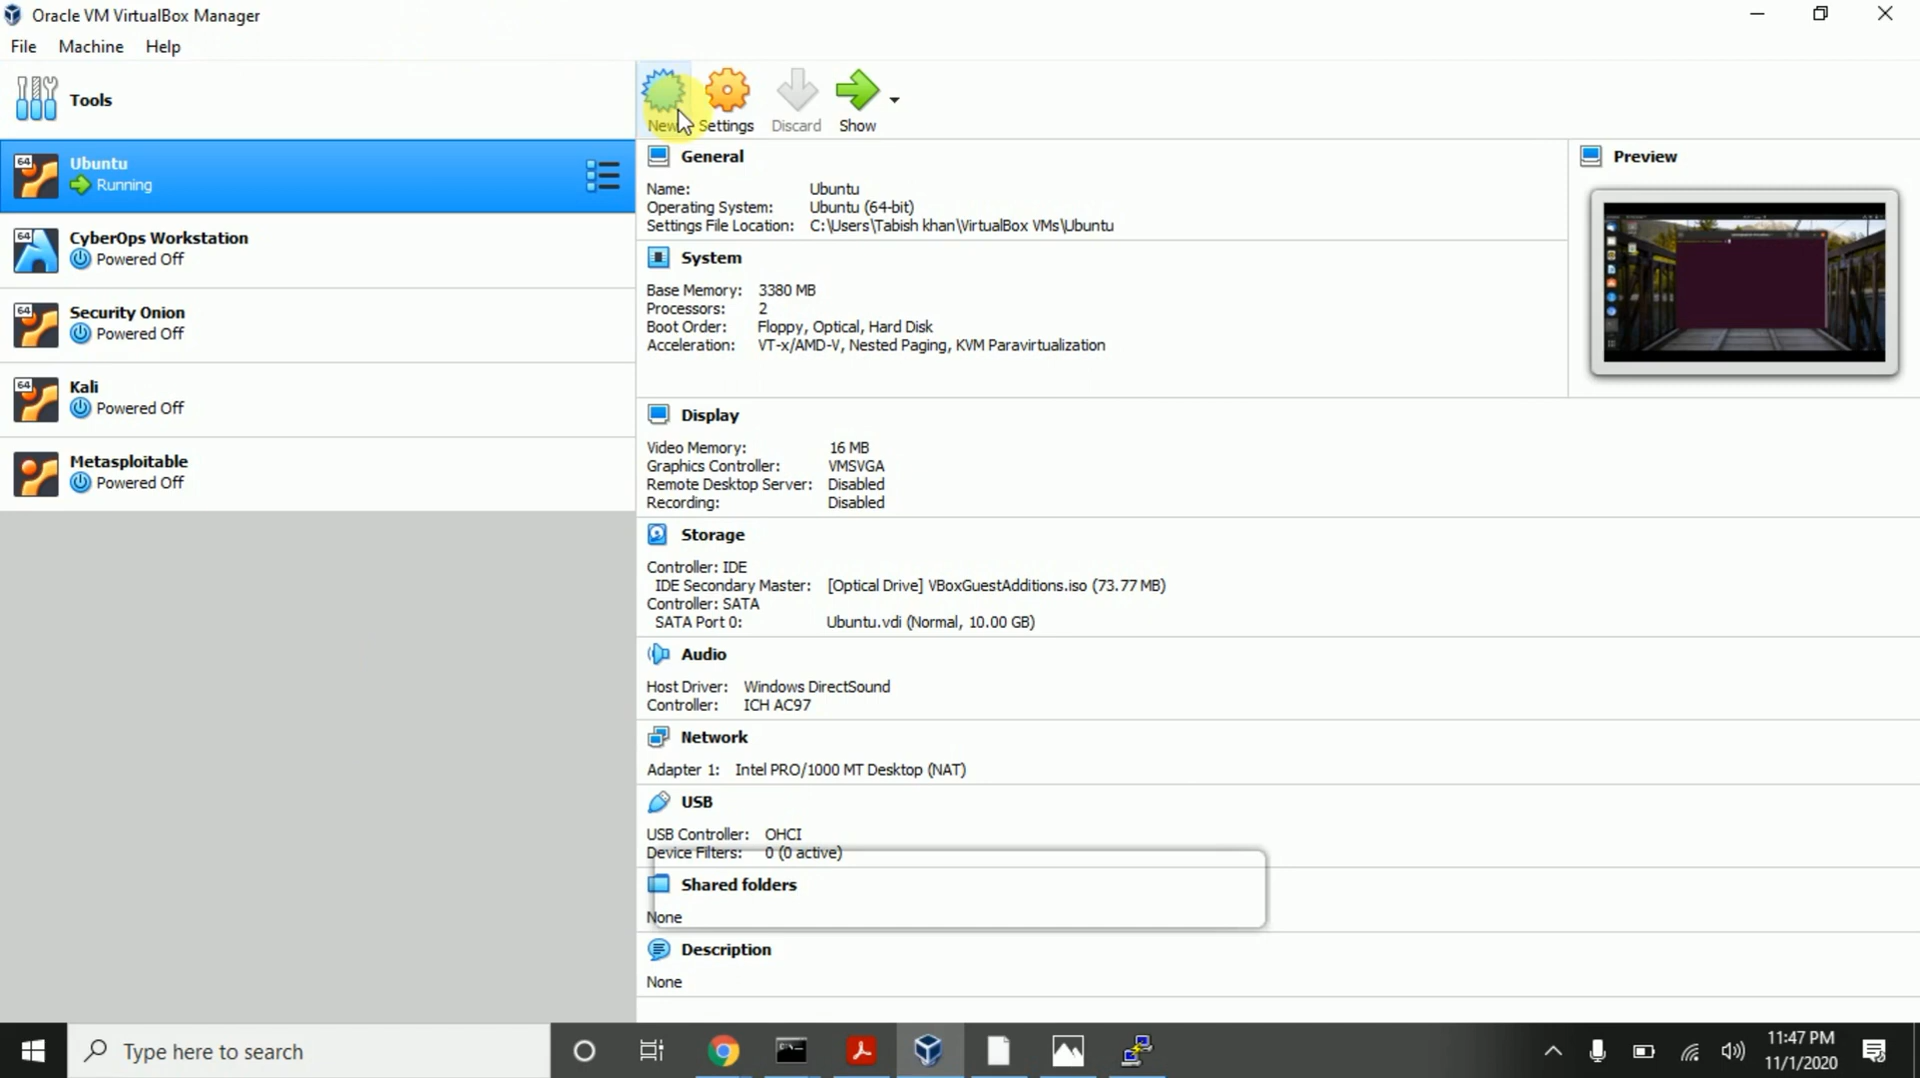 Oracle VM VirtualBox Manager
File Machine Help
Tools
New Settings Discard Show
64 Ubuntu
Running
64 CyberOps Workstation
Powered Off
64 Security Onion
Powered Off
64 Kali
Powered Off
Metasploitable
Powered Off
General
Name: Ubuntu
Operating System: Ubuntu (64-bit)
Settings File Location: C:\Users\Tabish khan\VirtualBox VMs\Ubuntu
Preview
System
Base Memory: 3380 MB
Processors: 2
Boot Order: Floppy, Optical, Hard Disk
Acceleration: VT-x/AMD-V, Nested Paging, KVM Paravirtualization
Display
Video Memory: 16 MB
Graphics Controller: VMSVGA
Remote Desktop Server: Disabled
Recording: Disabled
Storage
Controller: IDE
IDE Secondary Master: [Optical Drive] VBoxGuestAdditions.iso (73.77 MB)
Controller: SATA
SATA Port 0: Ubuntu.vdi (Normal, 10.00 GB)
Audio
Host Driver: Windows DirectSound
Controller: ICH AC97
Network
Adapter 1: Intel PRO/1000 MT Desktop (NAT)
USB
USB Controller: OHCI
Device Filters: 0 (0 active)
Shared folders
None
Description
None
Type here to search
11:47 PM
11/1/2020